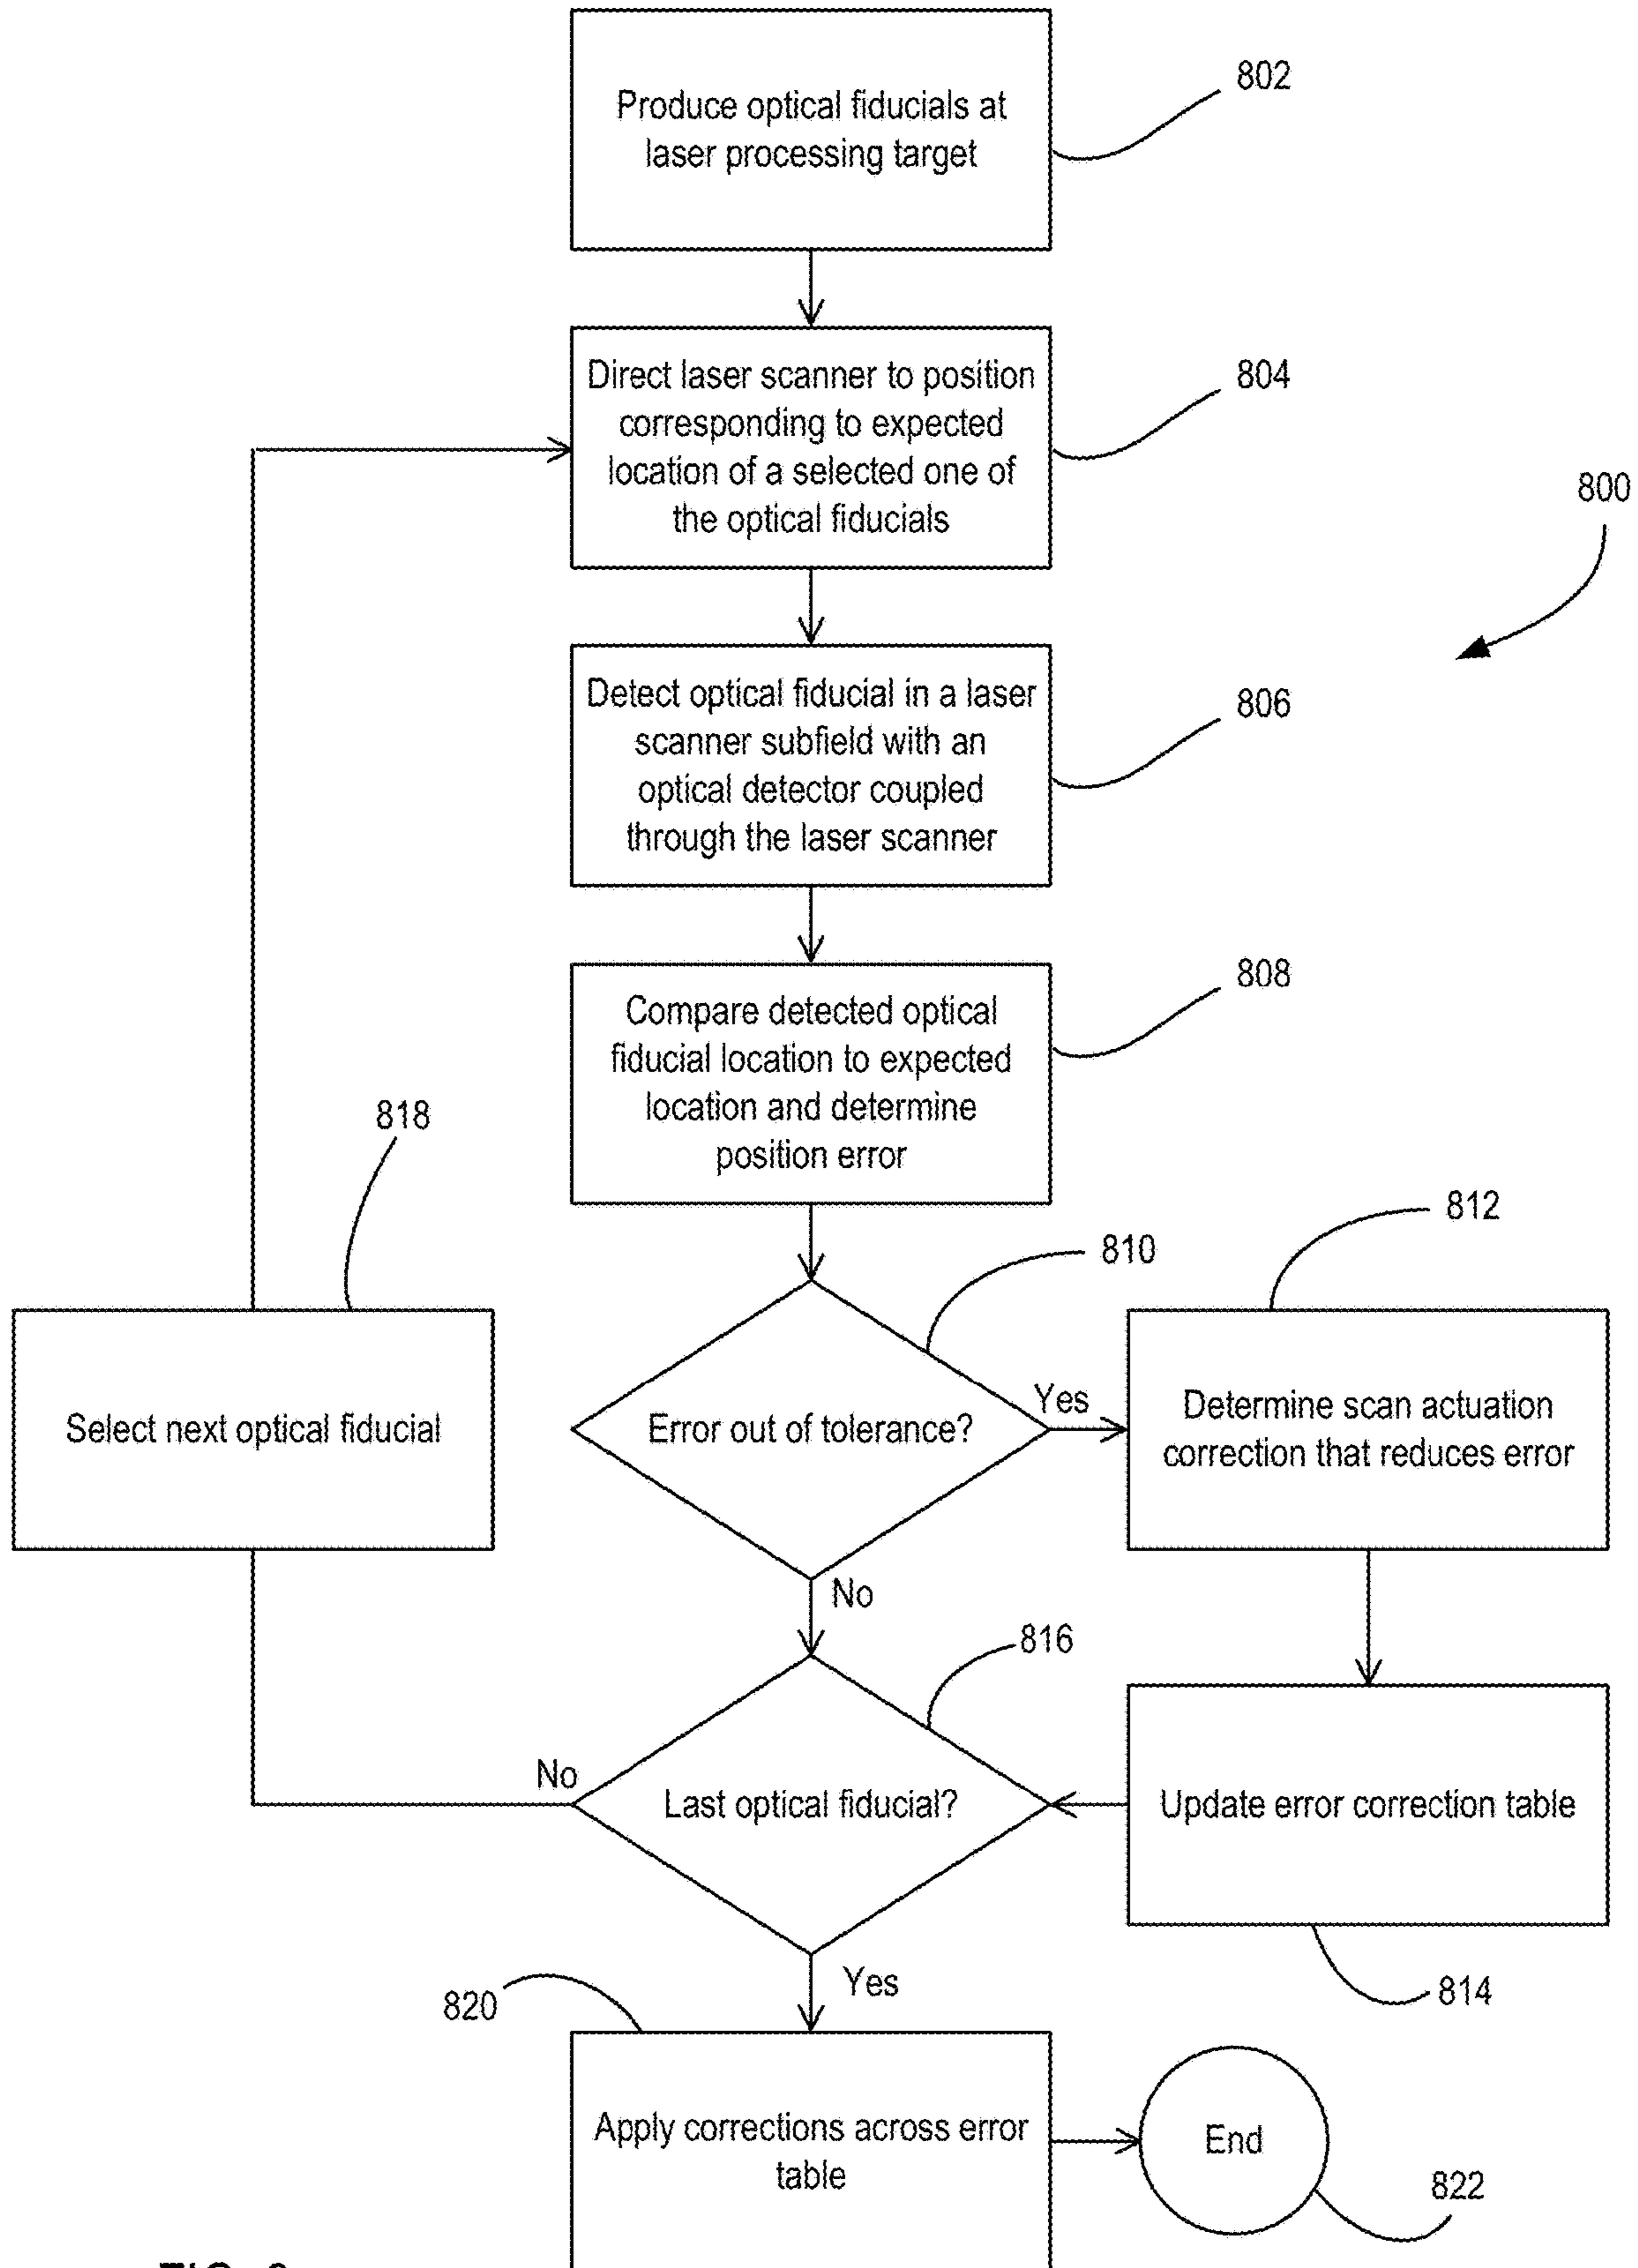 Produce optical fiducials at
laser processing target
802
Direct laser scanner to position
corresponding to expected
location of a selected one of
the optical fiducials
804
800
Detect optical fiducial in a laser
scanner subfield with an
optical detector coupled
through the laser scanner
806
Compare detected optical
fiducial location to expected
location and determine
position error
808
818
812
810
Select next optical fiducial
Error out of tolerance?
Yes
Determine scan actuation
correction that reduces error
No
816
No
Last optical fiducial?
Update error correction table
Yes
814
820
Apply corrections across error
table
End
822